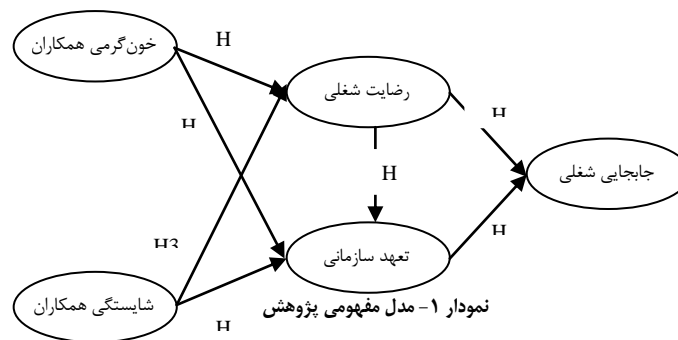 خون‌گرمی همکاران
H
رضایت شغلی
H
H
H
جابجایی شغلی
H3
تعهد سازمانی
H
شایستگی همکاران
H
نمودار ۱- مدل مفهومی پژوهش